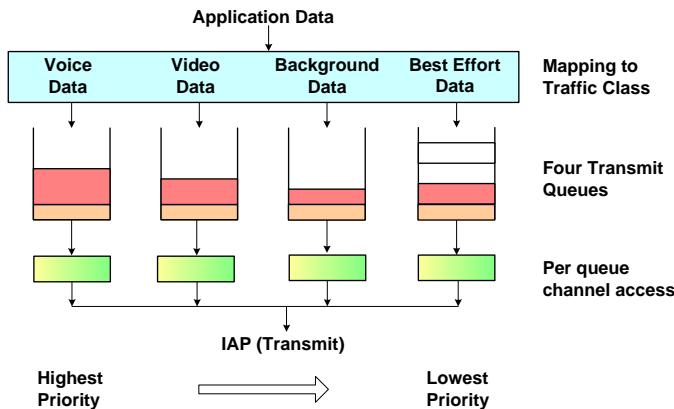 Application Data
Voice Data
Video Data
Background Data
Best Effort Data
Mapping to Traffic Class
Four Transmit Queues
Per queue channel access
IAP (Transmit)
Highest Priority
Lowest Priority